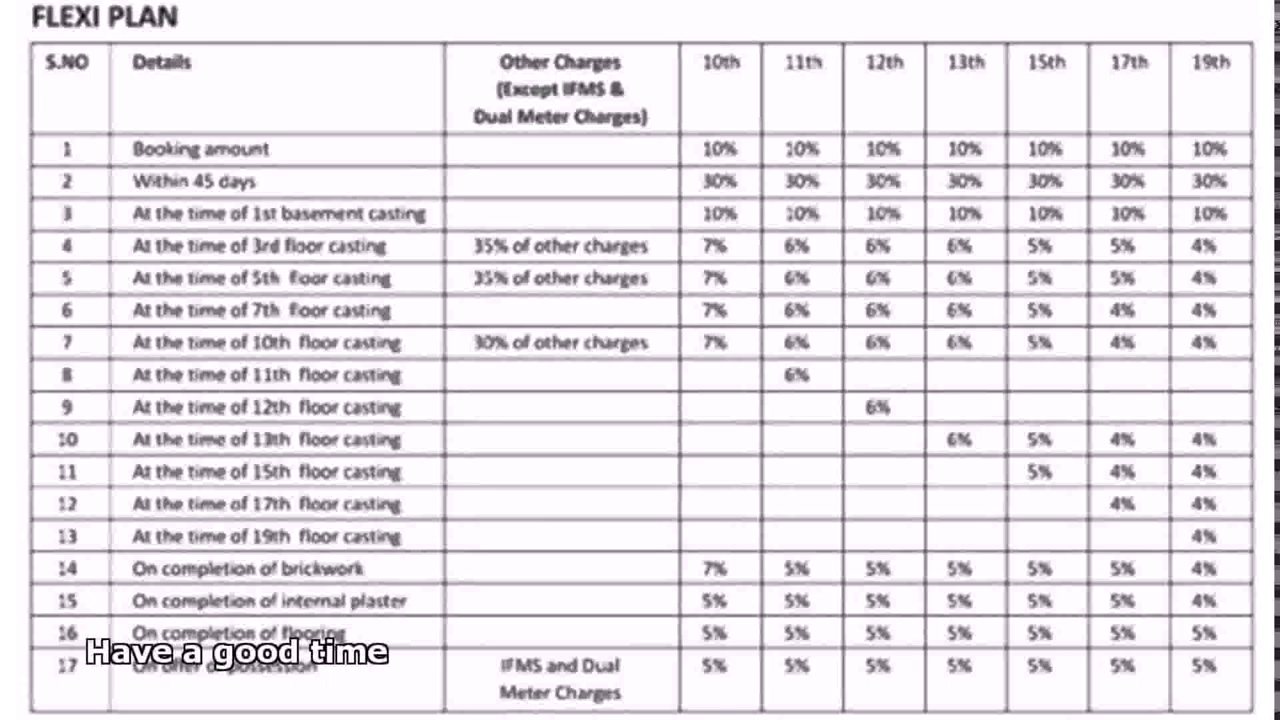 FLEXI PLAN
S.NO Details Other Charges 10th 11th 12th 13th 15th 17th 19th
(Except IFMS &
Dual Meter Charges)
1 Booking amount 10% 10% 10% 10% 10% 10% 10%
2 Within 45 days 30% 30% 30% 30% 30% 30% 30%
3 At the time of 1st basement casting 10% 10% 10% 10% 10% 10% 10%
4 At the time of 3rd floor casting 35% of other charges 7% 6% 6% 6% 5% 5% 4%
5 At the time of 5th floor casting 35% of other charges 7% 6% 6% 6% 5% 5% 4%
6 At the time of 7th floor casting 7% 6% 6% 6% 5% 4% 4%
7 At the time of 10th floor casting 30% of other charges 7% 6% 6% 6% 5% 4% 4%
8 At the time of 11th floor casting 6%
9 At the time of 12th floor casting 6%
10 At the time of 13th floor casting 6% 5% 4% 4%
11 At the time of 15th floor casting 5% 4% 4%
12 At the time of 17th floor casting 4% 4%
13 At the time of 19th floor casting 4%
14 On completion of brickwork 7% 5% 5% 5% 5% 5% 4%
15 On completion of internal plaster 5% 5% 5% 5% 5% 5% 4%
16 On completion of flooring 5% 5% 5% 5% 5% 5% 5%
Have a good time
17 On offer of possession IFMS and Dual 5% 5% 5% 5% 5% 5% 5%
Meter Charges